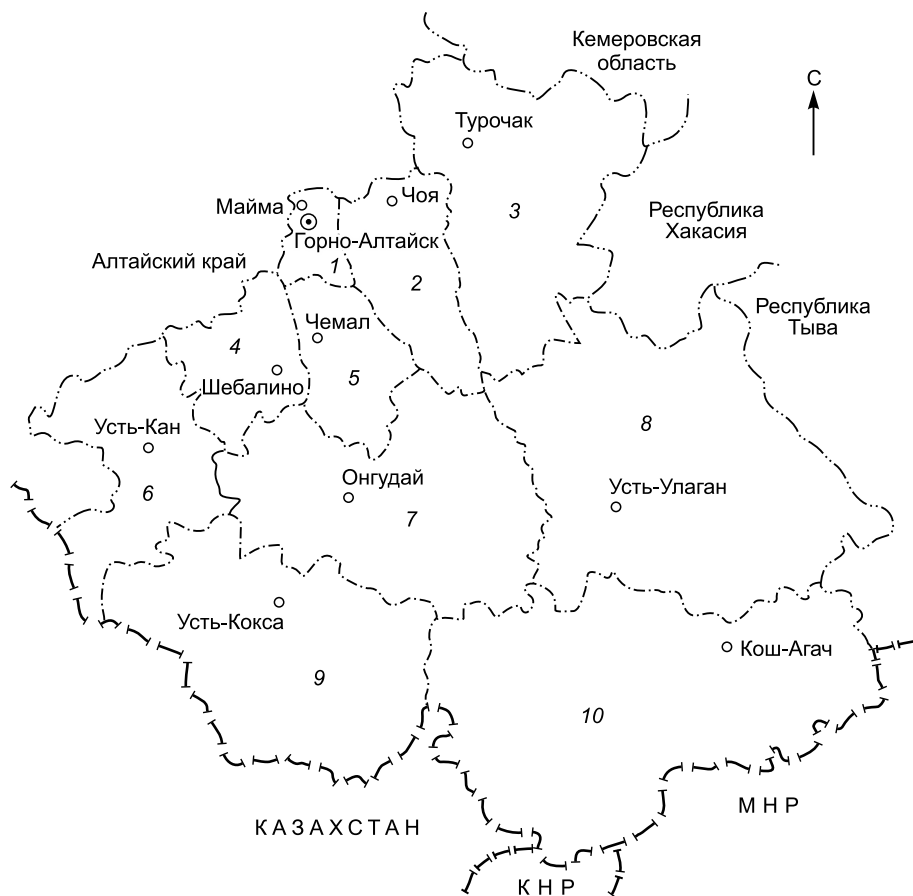 Кемеровская
область
С
Турочак
Чоя
Майма
3
Республика
Хакасия
Горно-Алтайск
Алтайский край
1
2
Республика
Тыва
Чемал
4
5
Шебалино
Усть-Кан
8
Онгудай
Усть-Улаган
6
7
Усть-Кокса
Кош-Агач
9
10
МНР
КАЗАХСТАН
КНР